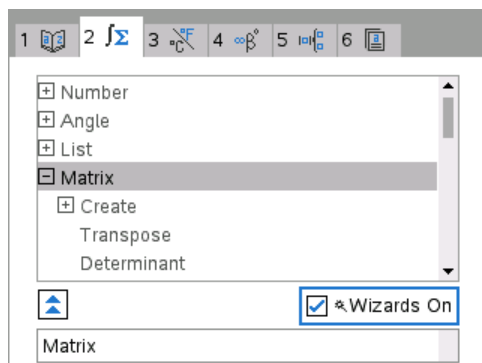 1 2 ∫Σ 3 °C°F 4 ∞β° 5 6
Number
Angle
List
Matrix
Create
Transpose
Determinant
Wizards On
Matrix